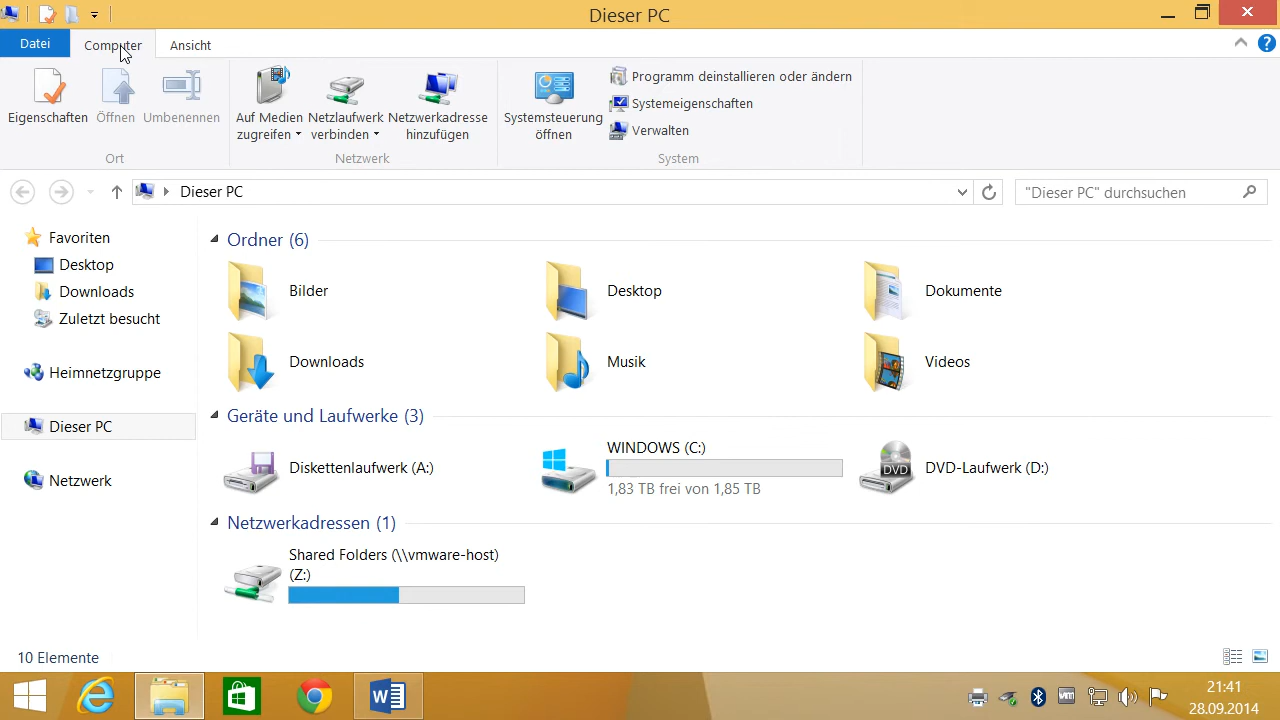 Dieser PC
Datei
Computer
Ansicht
Eigenschaften
Öffnen
Umbenennen
Auf Medien
zugreifen
Netzlaufwerk
verbinden
Netzwerkadresse
hinzufügen
Systemsteuerung
öffnen
Programm deinstallieren oder ändern
Systemeigenschaften
Verwalten
Ort
Netzwerk
System
Dieser PC
"Dieser PC" durchsuchen
Favoriten
Desktop
Downloads
Zuletzt besucht
Heimnetzgruppe
Dieser PC
Netzwerk
Ordner (6)
Bilder
Desktop
Dokumente
Downloads
Musik
Videos
Geräte und Laufwerke (3)
Diskettenlaufwerk (A:)
WINDOWS (C:)
1,83 TB frei von 1,85 TB
DVD
DVD-Laufwerk (D:)
Netzwerkadressen (1)
Shared Folders (\\vmware-host)
(Z:)
10 Elemente
21:41
28.09.2014